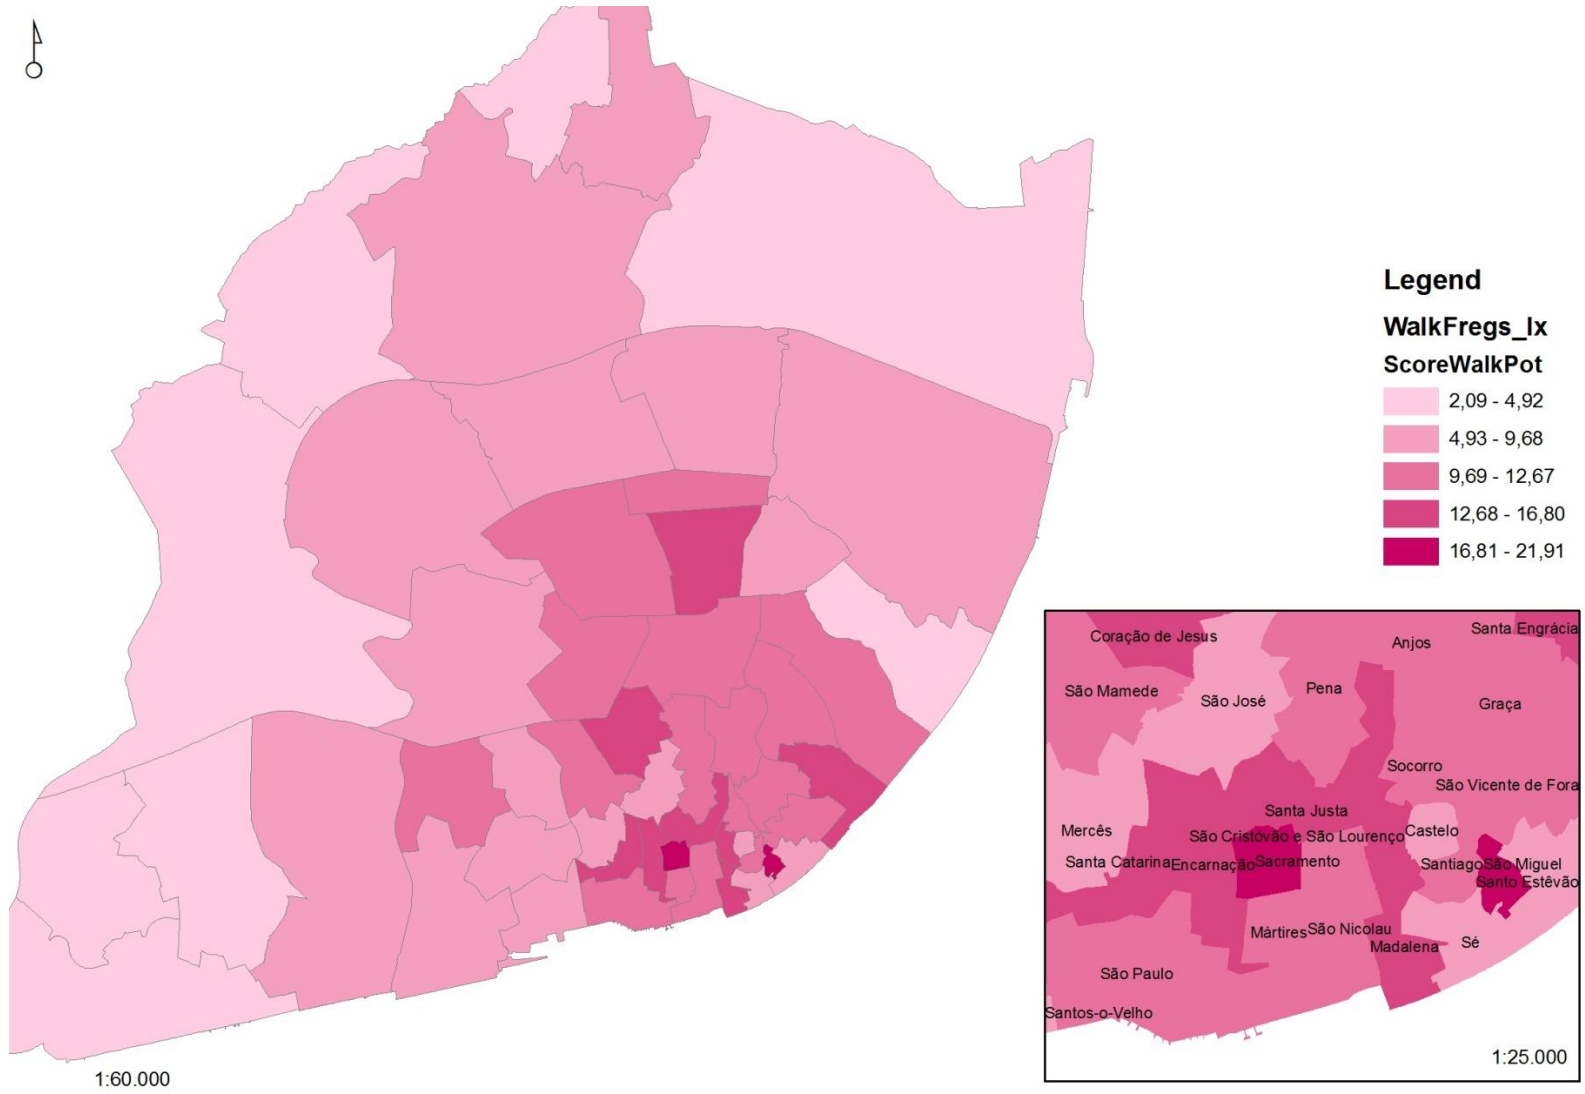 Legend
WalkFregs_lx
ScoreWalkPot
2,09 - 4,92
4,93 - 9,68
9,69 - 12,67
12,68 - 16,80
16,81 - 21,91
Coração de Jesus
Santa Engrácia
Anjos
São Mamede
São José
Pena
Graça
Socorro
São Vicente de Fora
Santa Justa
Mercês
São Cristóvão e São Lourenço
Castelo
Santa Catarina
Encarnação
Sacramento
Santiago
São Miguel
Santo Estêvão
Mártires
São Nicolau
Madalena
Sé
São Paulo
Santos-o-Velho
1:25.000
1:60.000